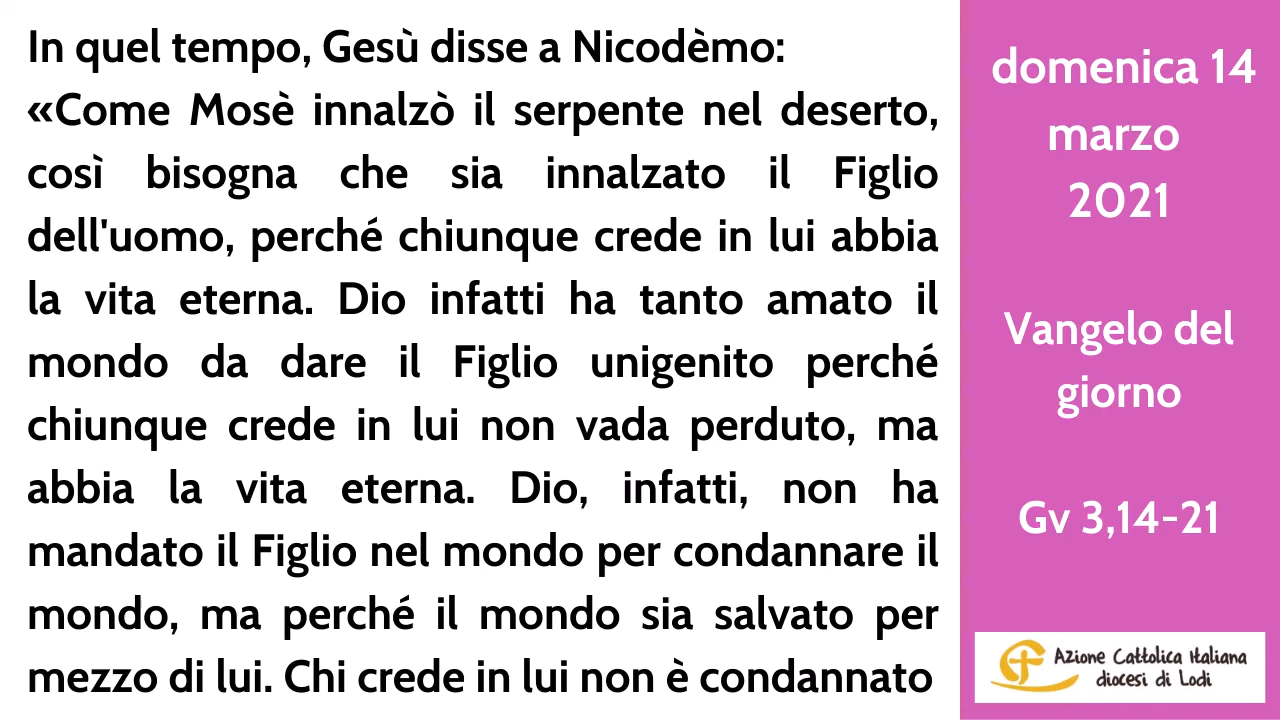 In quel tempo, Gesù disse a Nicodèmo:
«Come Mosè innalzò il serpente nel deserto,
così bisogna che sia innalzato il Figlio
dell'uomo, perché chiunque crede in lui abbia
la vita eterna. Dio infatti ha tanto amato il
mondo da dare il Figlio unigenito perché
chiunque crede in lui non vada perduto, ma
abbia la vita eterna. Dio, infatti, non ha
mandato il Figlio nel mondo per condannare il
mondo, ma perché il mondo sia salvato per
mezzo di lui. Chi crede in lui non è condannato
domenica 14
marzo
2021
Vangelo del
giorno
Gv 3,14-21
Azione Cattolica Italiana
diocesi di Lodi